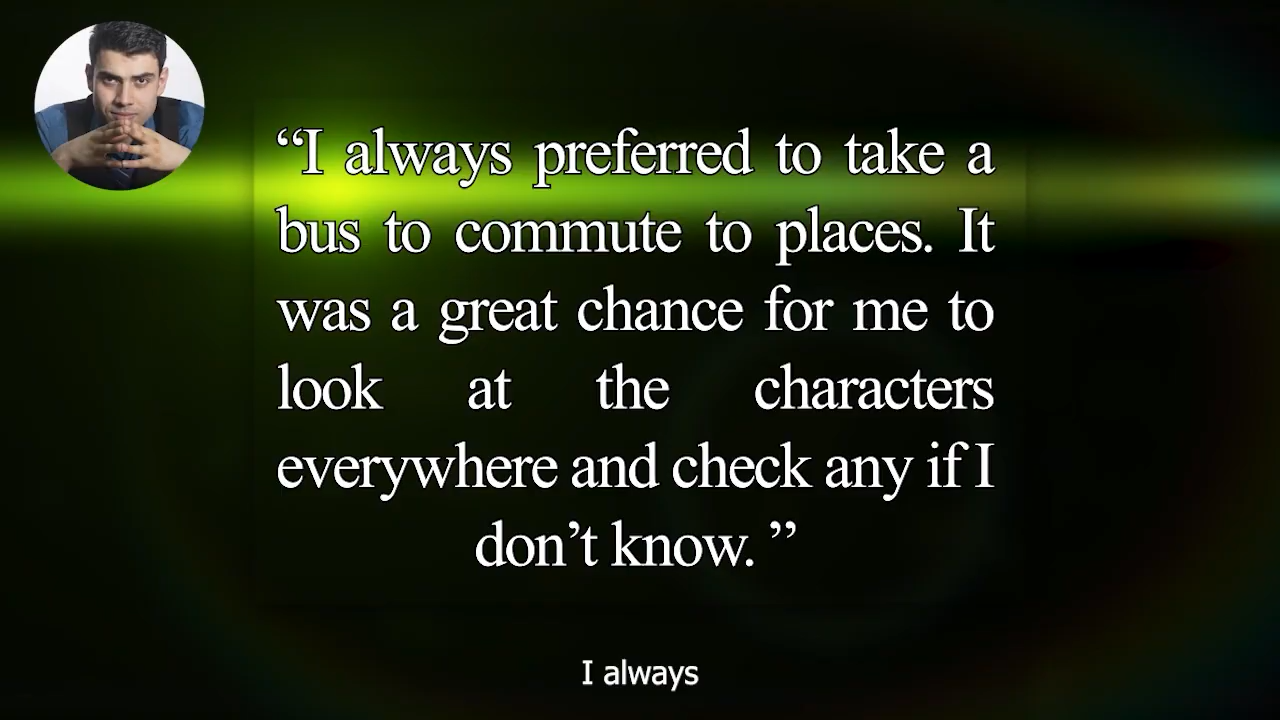 “I always preferred to take a
bus to commute to places. It
was a great chance for me to
look at the characters
everywhere and check any if I
don’t know. ”
I always